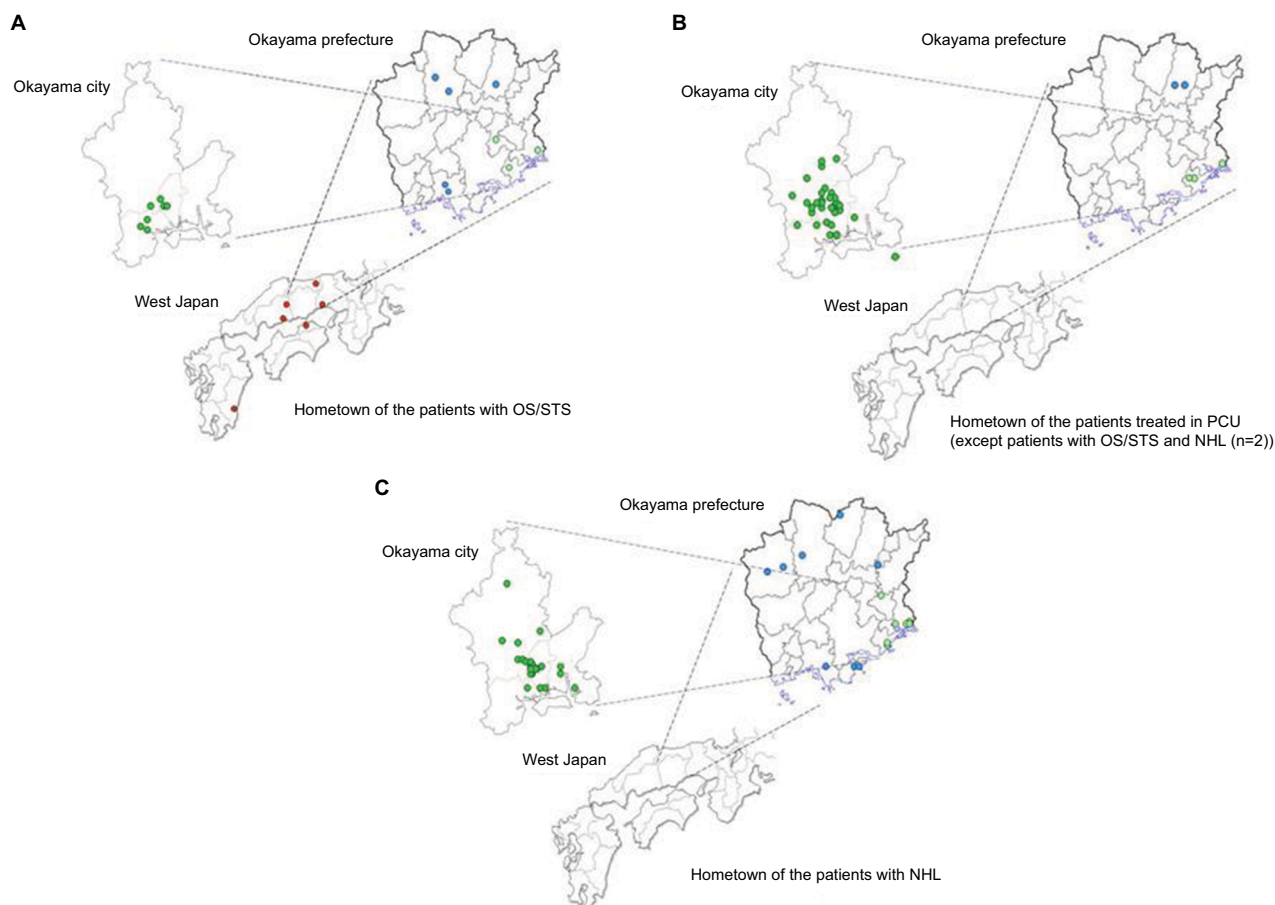 A
Okayama prefecture
Okayama city
West Japan
Hometown of the patients with OS/STS
B
Okayama prefecture
Okayama city
West Japan
Hometown of the patients treated in PCU
(except patients with OS/STS and NHL (n=2))
C
Okayama prefecture
Okayama city
West Japan
Hometown of the patients with NHL